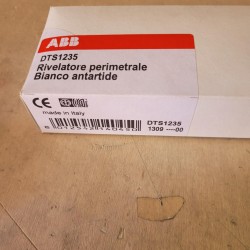 ABB
DTS1235
Rivelatore perimetrale
Bianco antartide
CE
made in Italy
DTS1235
1309 ----00